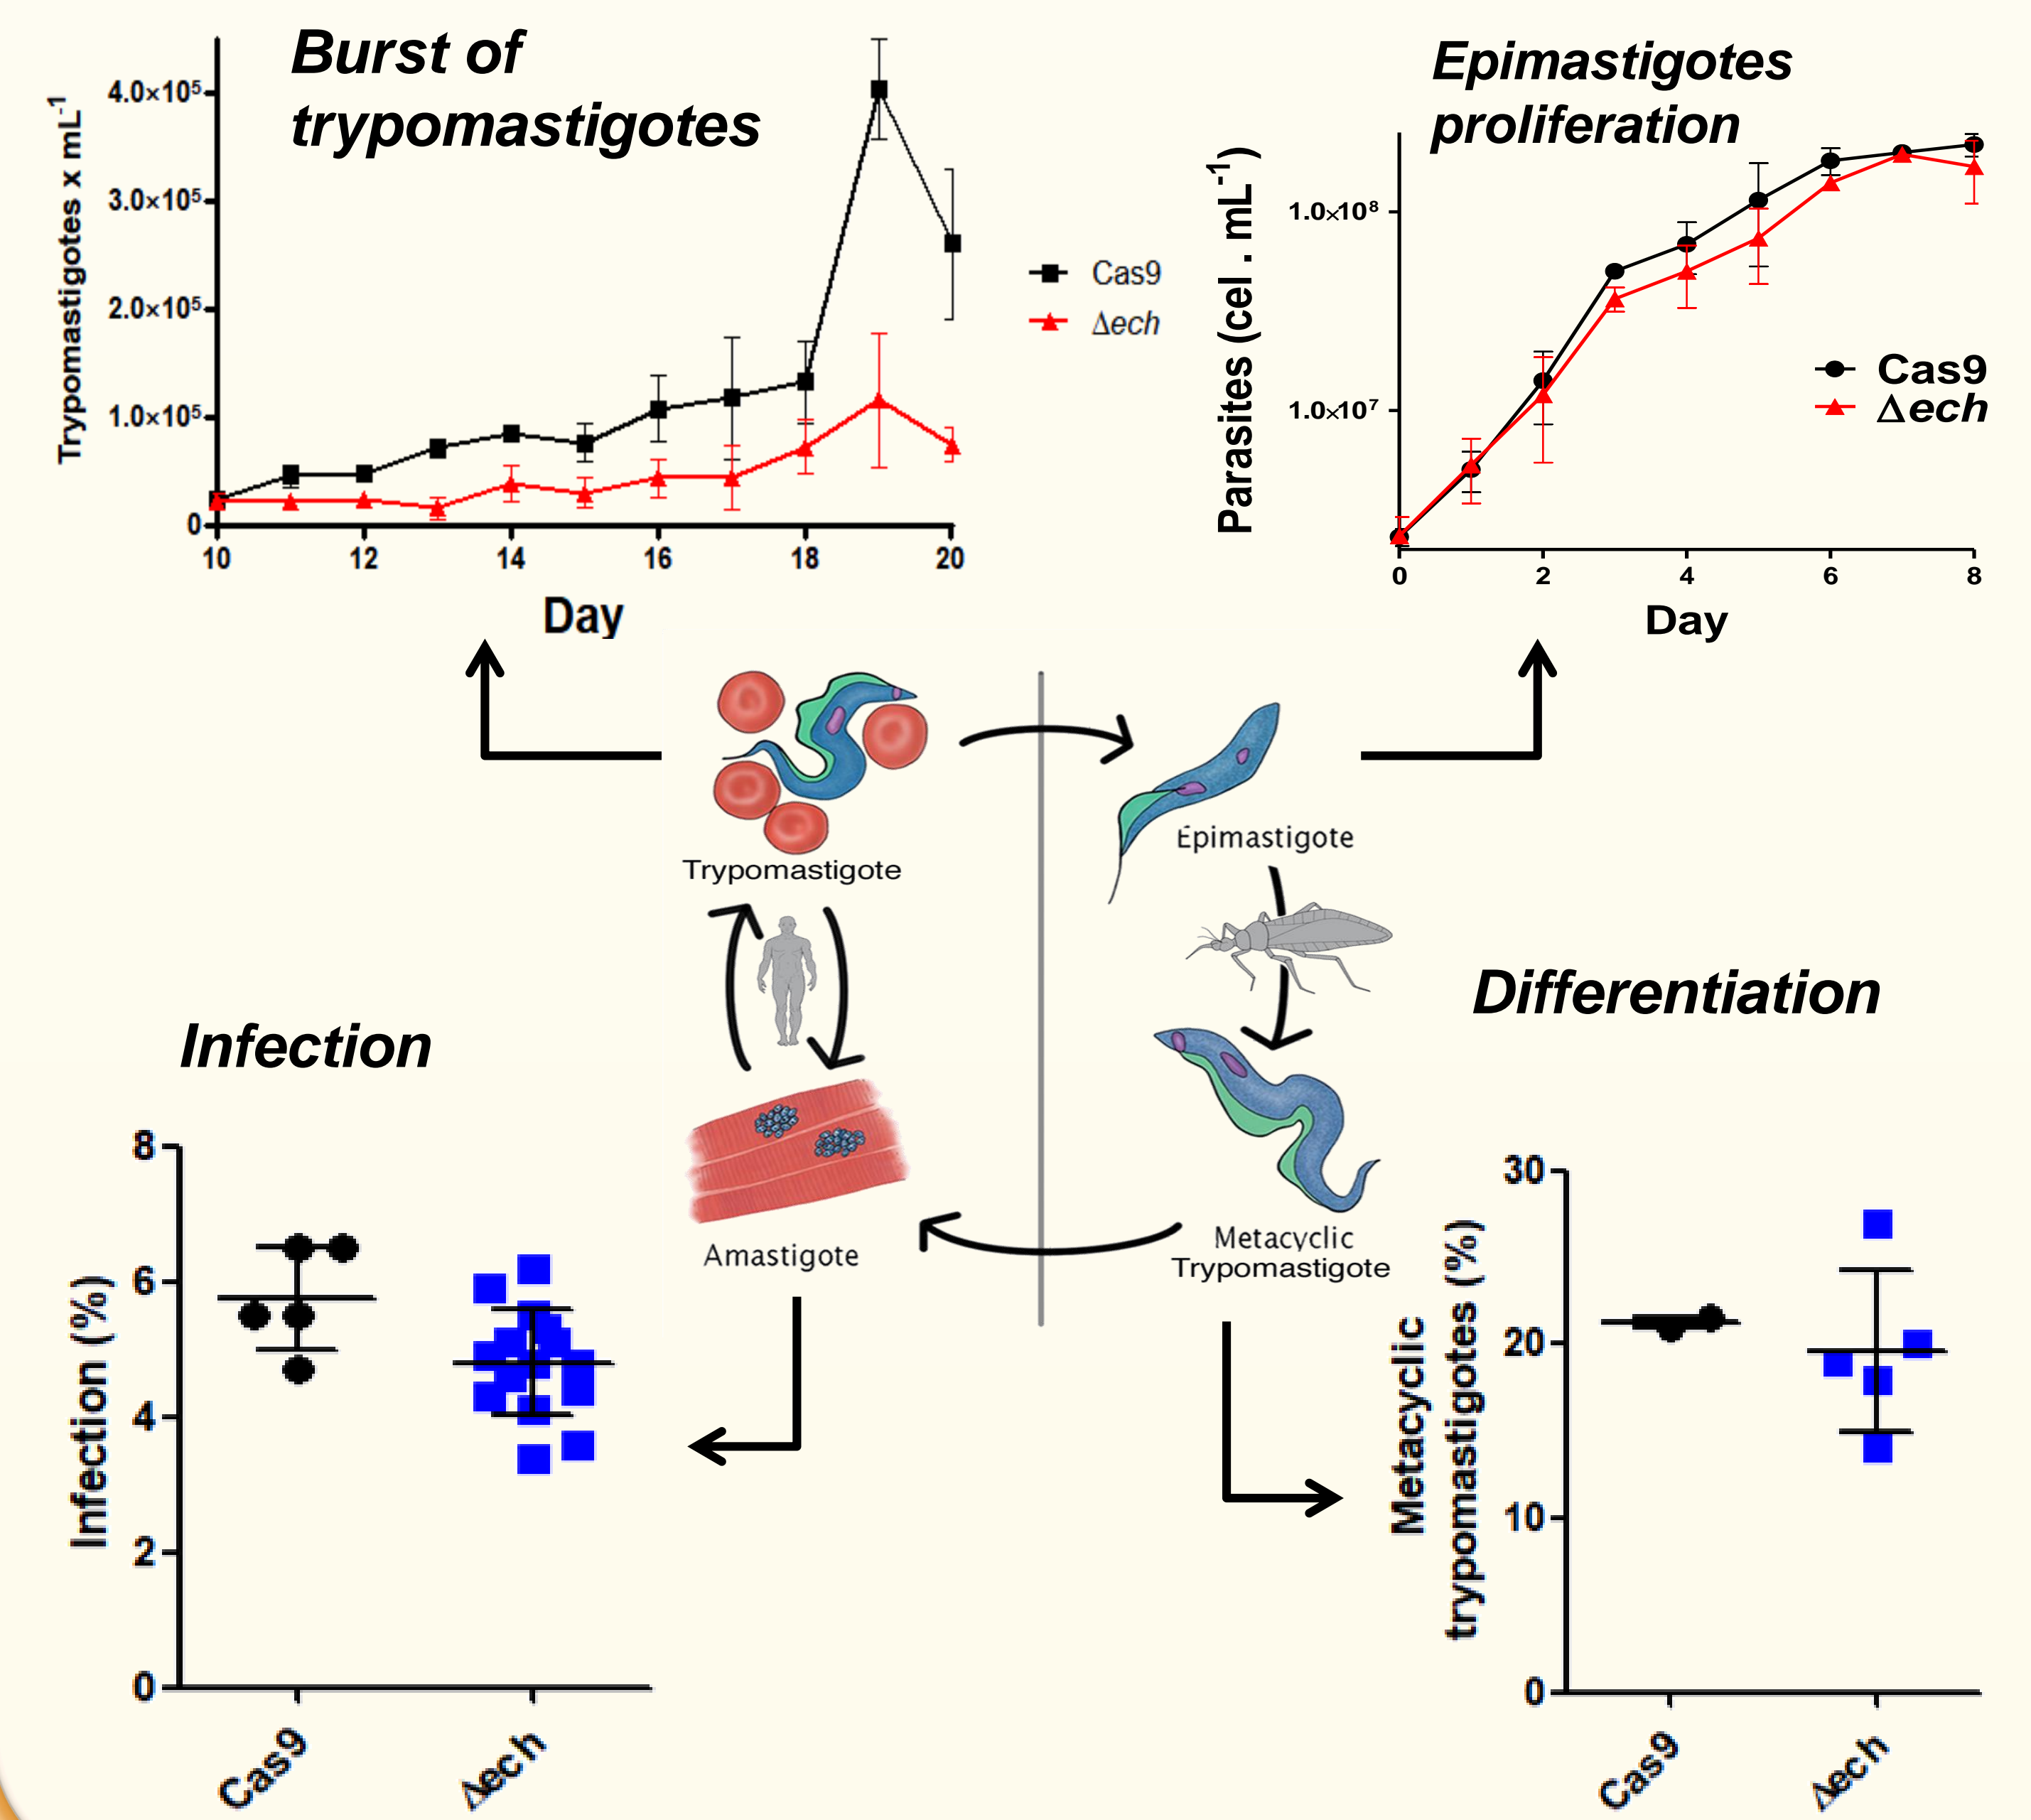 Burst of
trypomastigotes
Trypomastigotes x mL-1
4.0×10⁵
3.0×10⁵
2.0×10⁵
1.0×10⁵
0
10 12 14 16 18 20
Day
Cas9
Δech
Epimastigotes
proliferation
Parasites (cel . mL-1)
1.0×10⁸
1.0×10⁷
0 2 4 6 8
Day
Cas9
Δech
Trypomastigote
Epimastigote
Amastigote
Metacyclic
Trypomastigote
Infection
Infection (%)
8
6
4
2
0
Cas9
Δech
Differentiation
Metacyclic
trypomastigotes (%)
30
20
10
0
Cas9
Δech